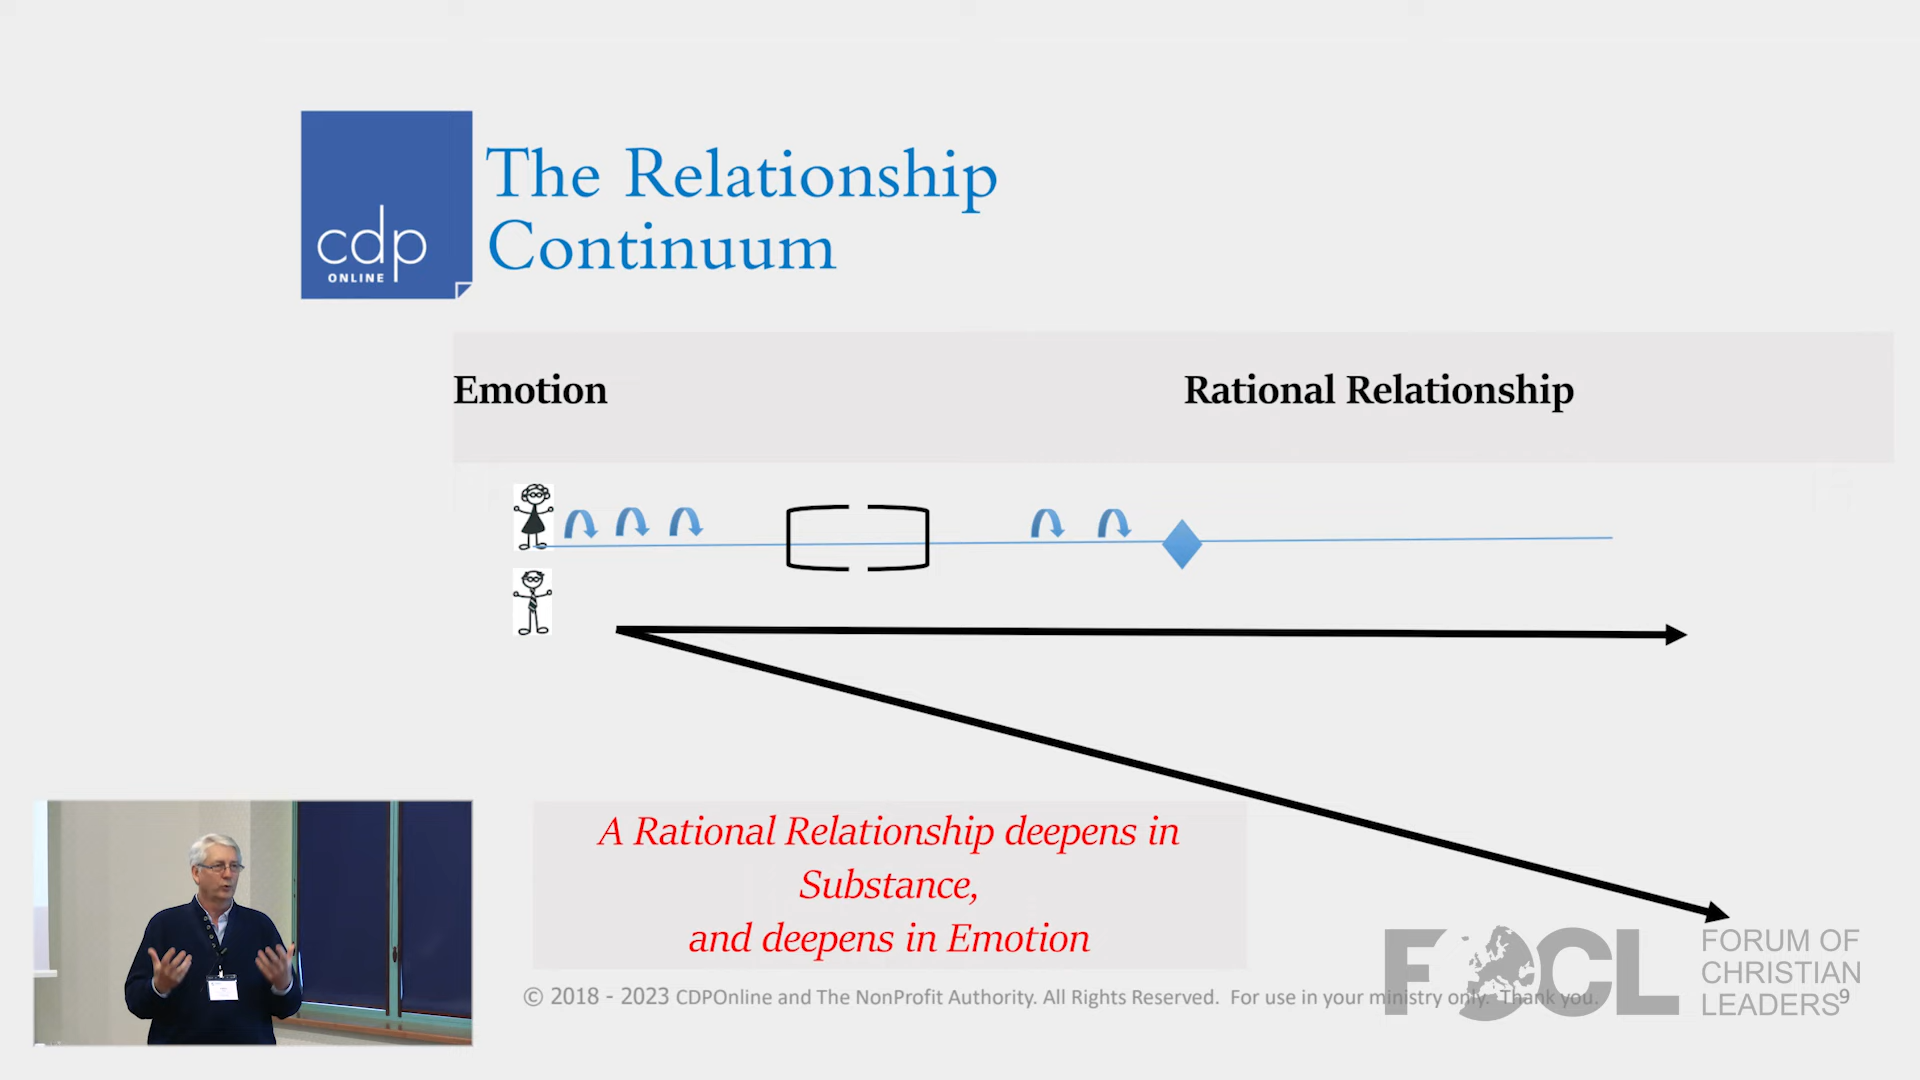 The Relationship
Continuum
cdp
ONLINE
Emotion
Rational Relationship
A Rational Relationship deepens in
Substance,
and deepens in Emotion
© 2018 - 2023 CDPOnline and The NonProfit Authority. All Rights Reserved. For use in your ministry only. Thank you.
9
FOCL
FORUM OF
CHRISTIAN
LEADERS